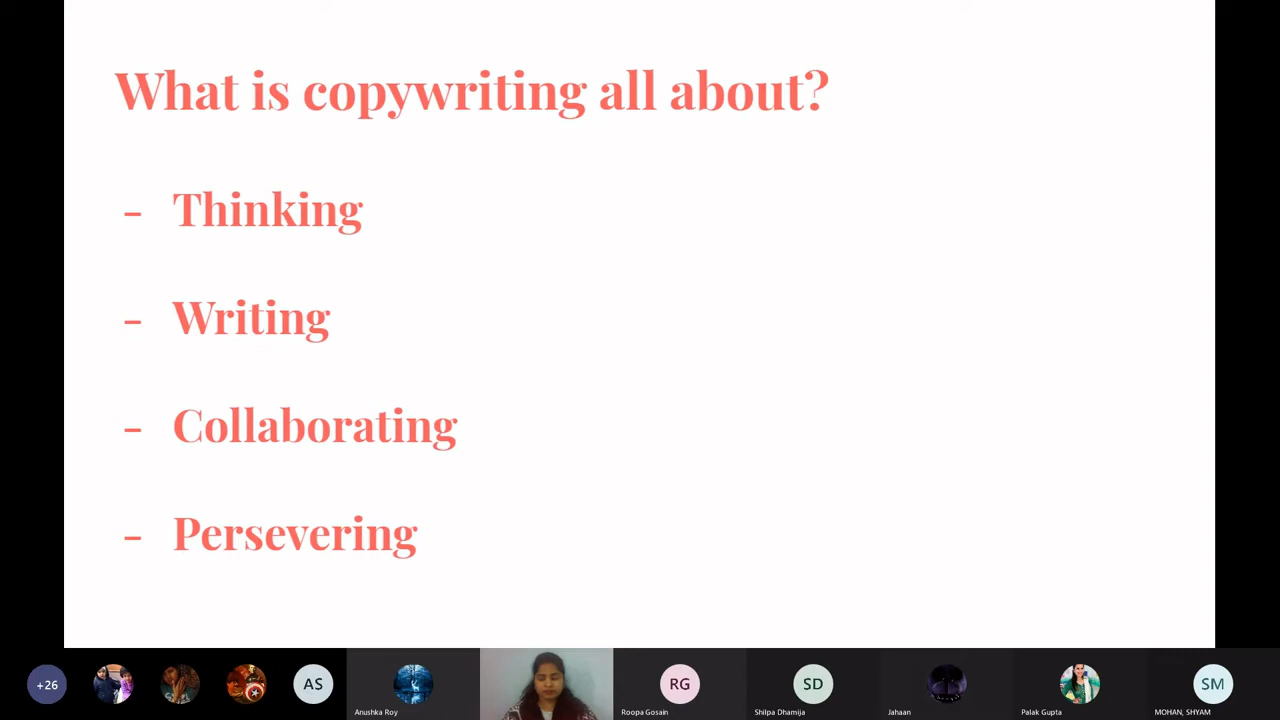 What is copywriting all about?
- Thinking
- Writing
- Collaborating
- Persevering
+26
AS
Anushka Roy
RG
Roopa Gosain
SD
Shilpa Dhamija
Jahaan
Palak Gupta
SM
MOHAN, SHYAM